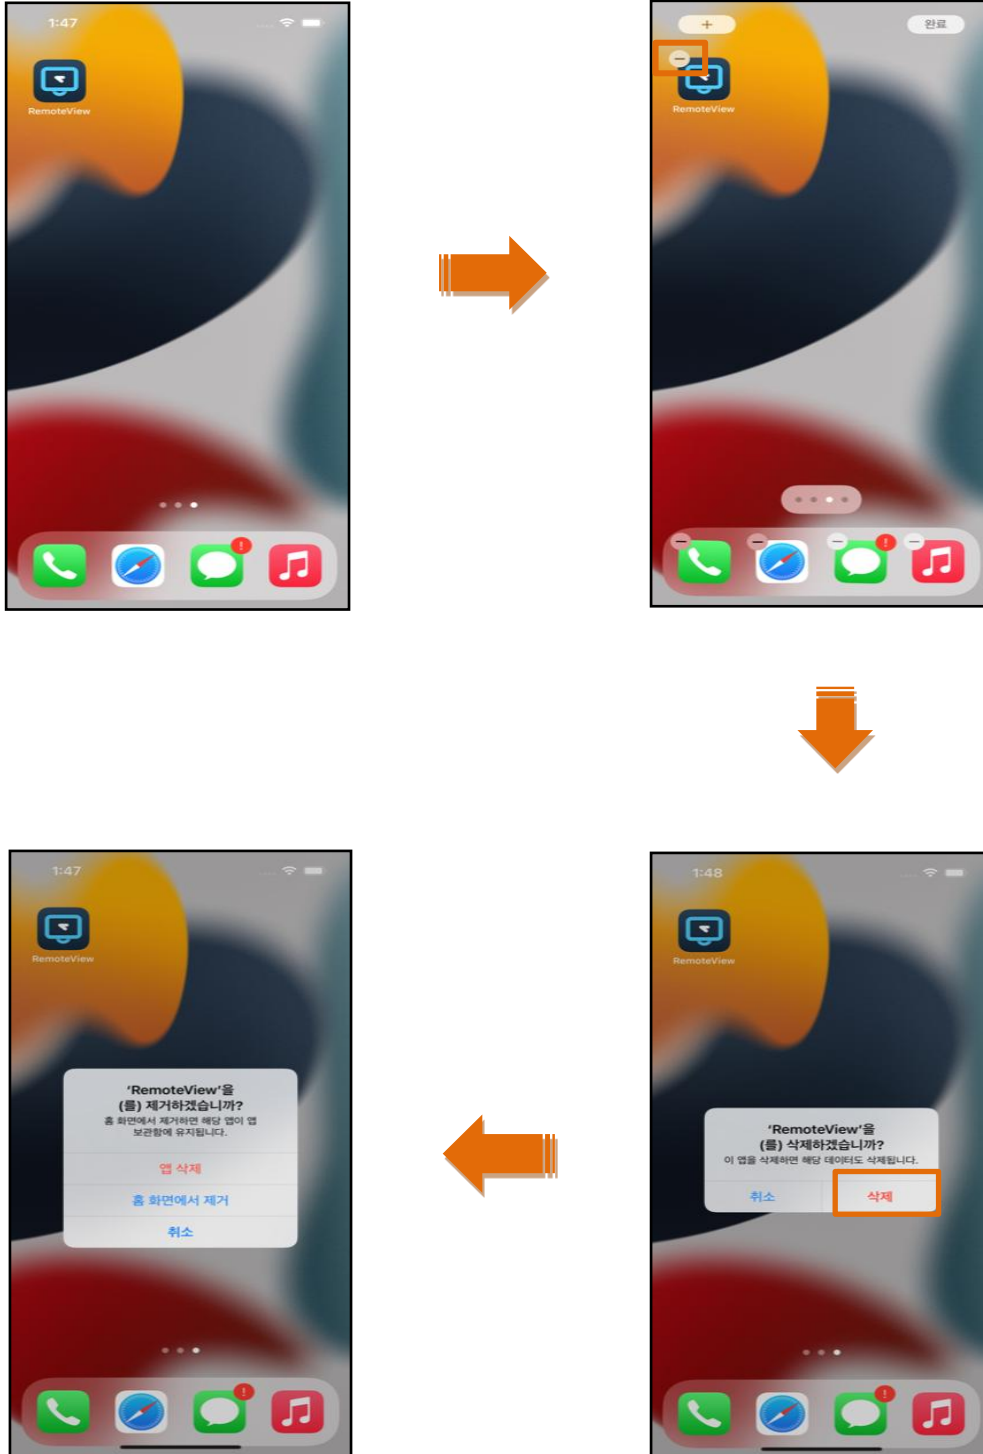 1:47
RemoteView
+
완료
RemoteView
1:47
RemoteView
'RemoteView'을
(를) 제거하겠습니까?
홈 화면에서 제거하면 해당 앱이 앱
보관함에 유지됩니다.
앱 삭제
홈 화면에서 제거
취소
1:48
RemoteView
'RemoteView'을
(를) 삭제하겠습니까?
이 앱을 삭제하면 해당 데이터도 삭제됩니다.
취소
삭제